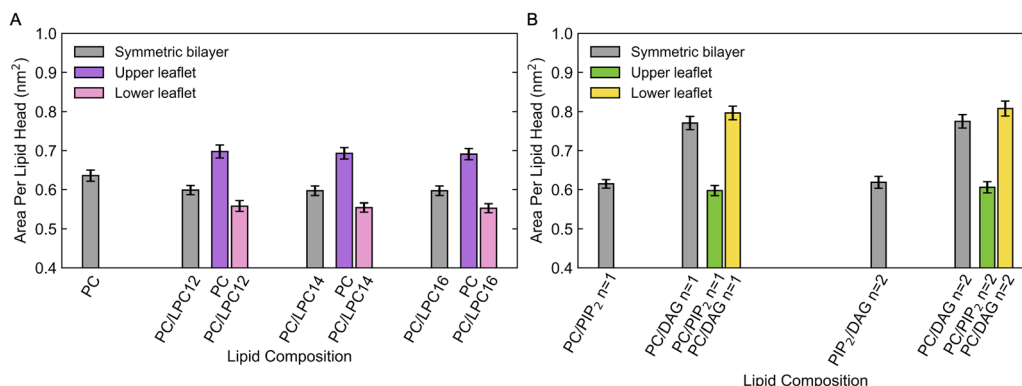 A
1.0
0.9
0.8
0.7
0.6
0.5
0.4
Area Per Lipid Head (nm²)
Symmetric bilayer
Upper leaflet
Lower leaflet
PC
PC/LPC12
PC
PC/LPC12
PC/LPC14
PC
PC/LPC14
PC/LPC16
PC
PC/LPC16
Lipid Composition
B
1.0
0.9
0.8
0.7
0.6
0.5
0.4
Area Per Lipid Head (nm²)
Symmetric bilayer
Upper leaflet
Lower leaflet
PC/PIP₂ n=1
PC/DAG n=1
PC/PIP₂ n=1
PC/DAG n=1
PIP₂/DAG n=2
PC/DAG n=2
PC/PIP₂ n=2
PC/DAG n=2
Lipid Composition